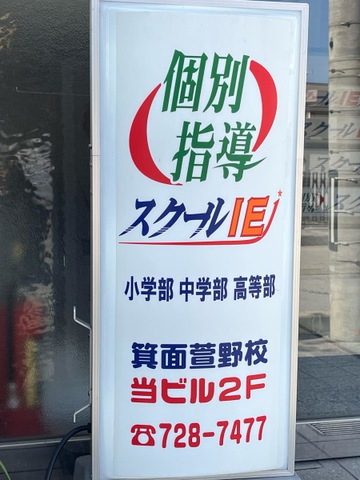 個別
指導
スクールIE
小学部 中学部 高等部
箕面萱野校
当ビル2F
☎728-7477